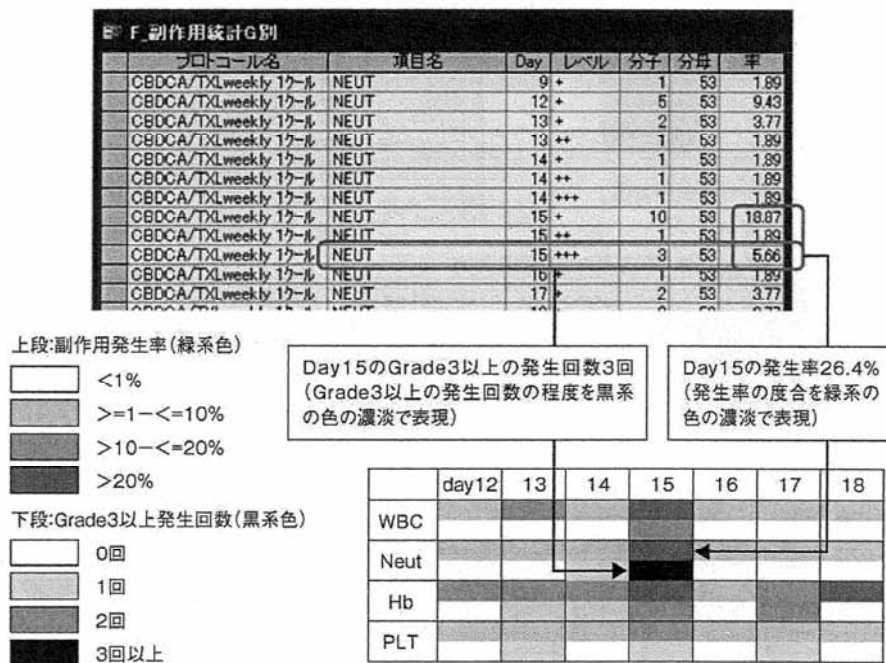 F_副作用統計G別
プロトコール名 項目名 Day レベル 分子 分母 率
CBDCA/TXLweekly 1クール NEUT 9 + 1 53 1.89
CBDCA/TXLweekly 1クール NEUT 12 + 5 53 9.43
CBDCA/TXLweekly 1クール NEUT 13 + 2 53 3.77
CBDCA/TXLweekly 1クール NEUT 13 ++ 1 53 1.89
CBDCA/TXLweekly 1クール NEUT 14 + 1 53 1.89
CBDCA/TXLweekly 1クール NEUT 14 ++ 1 53 1.89
CBDCA/TXLweekly 1クール NEUT 14 +++ 1 53 1.89
CBDCA/TXLweekly 1クール NEUT 15 + 10 53 18.87
CBDCA/TXLweekly 1クール NEUT 15 ++ 1 53 1.89
CBDCA/TXLweekly 1クール NEUT 15 +++ 3 53 5.66
CBDCA/TXLweekly 1クール NEUT 16 + 1 53 1.89
CBDCA/TXLweekly 1クール NEUT 17 + 2 53 3.77
上段:副作用発生率(緑系色)
<1%
>=1−<=10%
>10−<=20%
>20%
下段:Grade3以上発生回数(黒系色)
0回
1回
2回
3回以上
Day15のGrade3以上の発生回数3回
(Grade3以上の発生回数の程度を黒系
の色の濃淡で表現)
Day15の発生率26.4%
(発生率の度合を緑系の
色の濃淡で表現)
day12 13 14 15 16 17 18
WBC
Neut
Hb
PLT